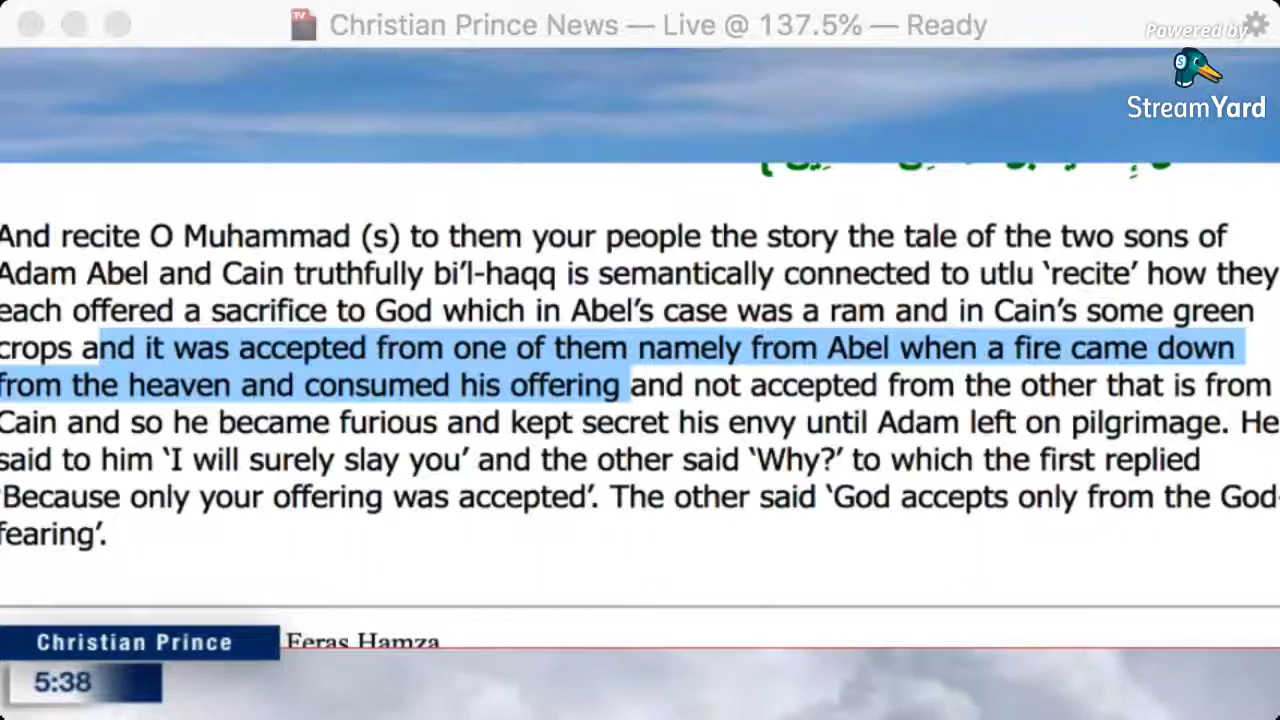 Christian Prince News — Live @ 137.5% — Ready
Powered by
StreamYard
And recite O Muhammad (s) to them your people the story the tale of the two sons of
Adam Abel and Cain truthfully bi’l-haqq is semantically connected to utlu ‘recite’ how they
each offered a sacrifice to God which in Abel’s case was a ram and in Cain’s some green
crops and it was accepted from one of them namely from Abel when a fire came down
from the heaven and consumed his offering and not accepted from the other that is from
Cain and so he became furious and kept secret his envy until Adam left on pilgrimage. He
said to him ‘I will surely slay you’ and the other said ‘Why?’ to which the first replied
‘Because only your offering was accepted’. The other said ‘God accepts only from the God-
fearing’.
Feras Hamza
Christian Prince
5:38